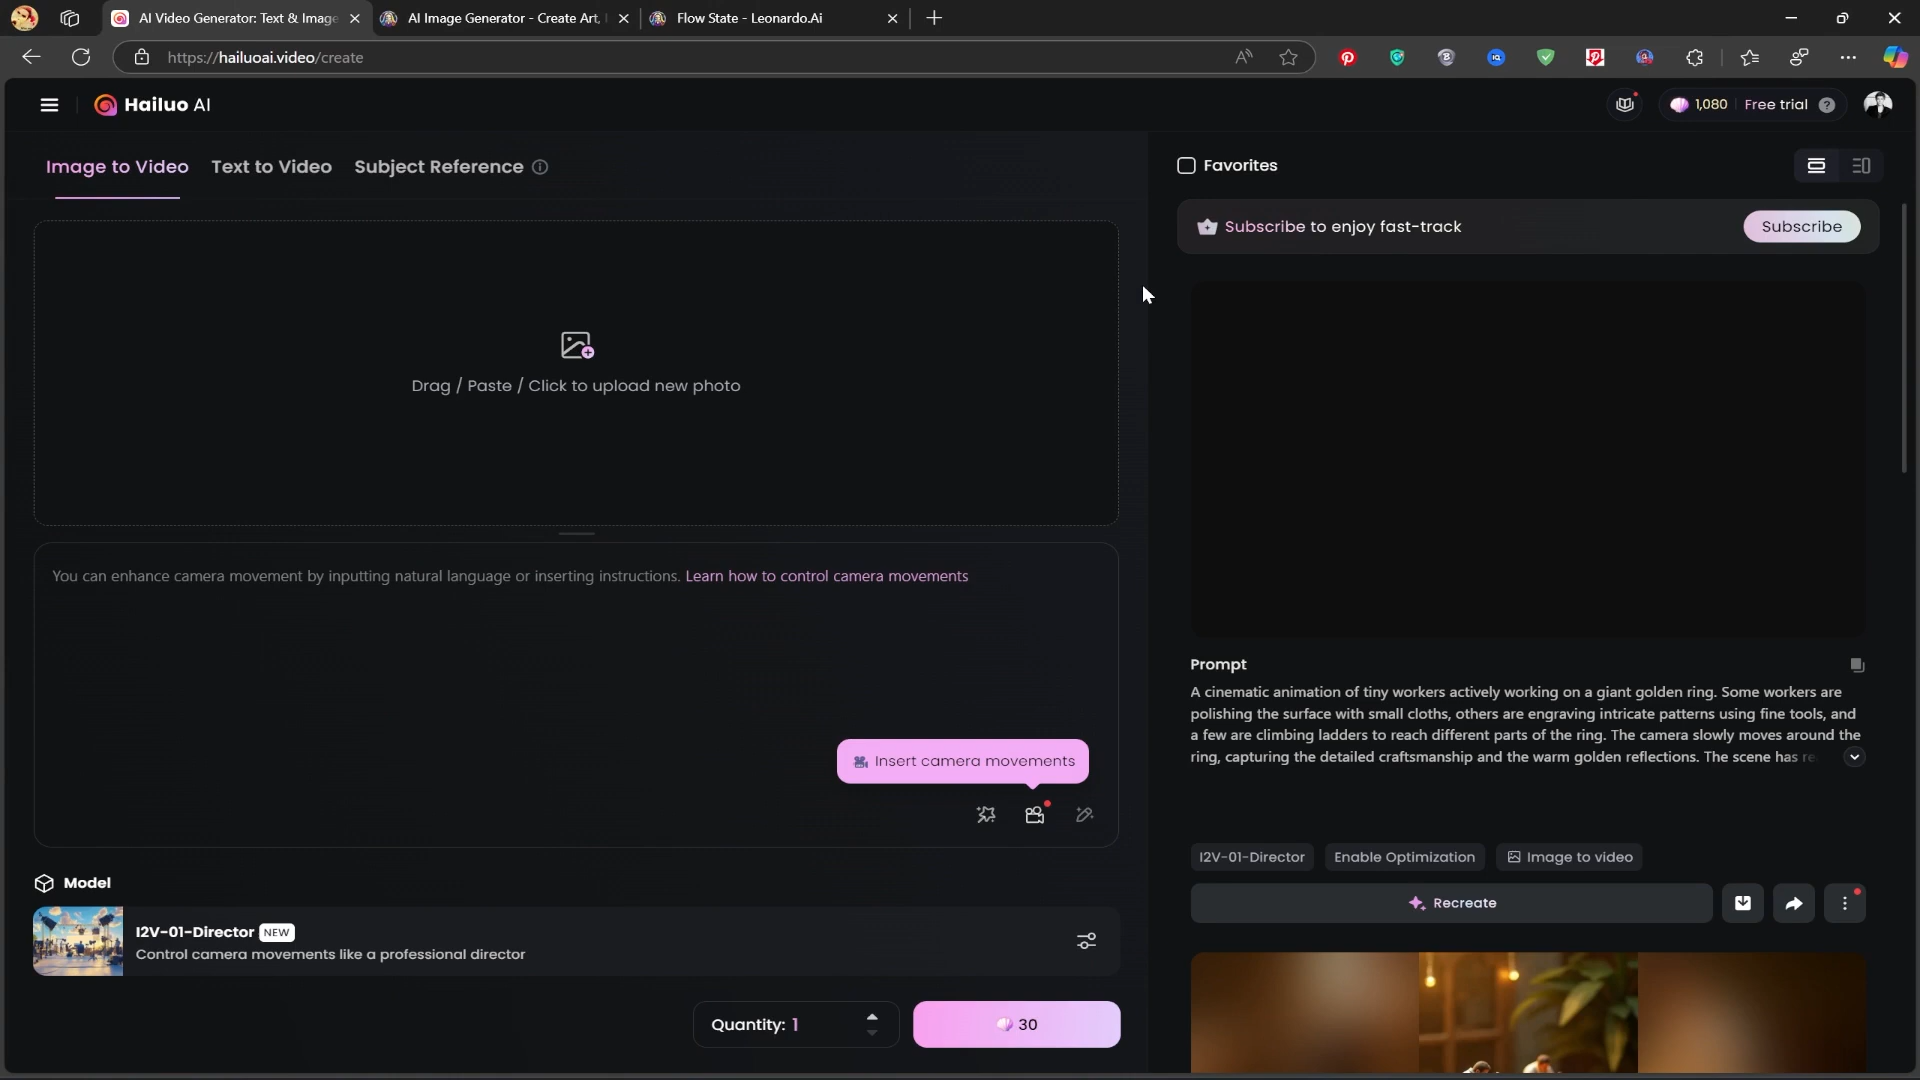 AI Video Generator: Text & Image
AI Image Generator - Create Art,
Flow State - Leonardo.Ai
https://hailuoai.video/create
Hailuo AI
1,080
Free trial
Image to Video
Text to Video
Subject Reference
Favorites
Subscribe to enjoy fast-track
Subscribe
Drag / Paste / Click to upload new photo
You can enhance camera movement by inputting natural language or inserting instructions. Learn how to control camera movements
Insert camera movements
Prompt
A cinematic animation of tiny workers actively working on a giant golden ring. Some workers are
polishing the surface with small cloths, others are engraving intricate patterns using fine tools, and
a few are climbing ladders to reach different parts of the ring. The camera slowly moves around the
ring, capturing the detailed craftsmanship and the warm golden reflections. The scene has re
I2V-01-Director
Enable Optimization
Image to video
Recreate
Model
I2V-01-Director NEW
Control camera movements like a professional director
Quantity: 1
30